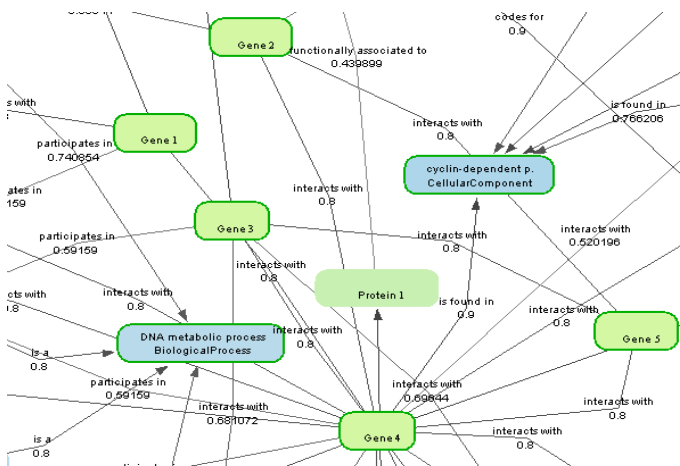 codes for
0.9
Gene 2
functionally associated to
0.439899
s with
is found in
0.766206
interacts with
0.8
Gene 1
participates in
0.740854
cyclin-dependent p.
CellularComponent
ates in
159
interacts with
0.8
Gene 3
interacts with
0.520196
participates in
0.59159
interacts with
0.8
interacts with
0.8
Protein 1
cts with
0.8
interacts with
0.8
is found in
0.9
interacts with
0.8
DNA metabolic process
BiologicalProcess
interacts with
0.8
Gene 5
is a
0.8
participates in
0.59159
interacts with
0.69844
interacts with
0.681072
interacts with
0.8
Gene 4
is a
0.8
interacts with
0.8